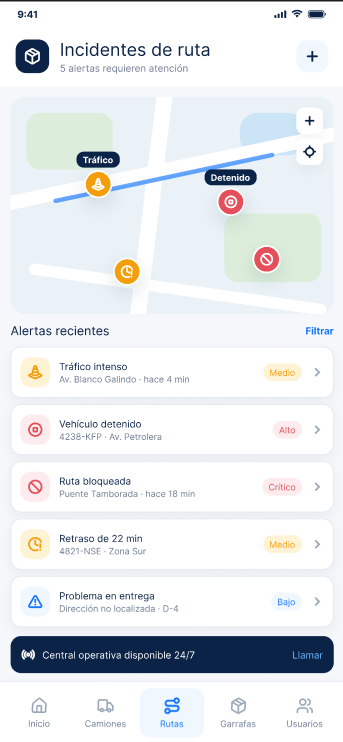 9:41
Incidentes de ruta
5 alertas requieren atención
Tráfico
Detenido
Alertas recientes
Filtrar
Tráfico intenso
Av. Blanco Galindo · hace 4 min
Medio
Vehículo detenido
4238-KFP · Av. Petrolera
Alto
Ruta bloqueada
Puente Tamborada · hace 18 min
Crítico
Retraso de 22 min
4821-NSE · Zona Sur
Medio
Problema en entrega
Dirección no localizada · D-4
Bajo
Central operativa disponible 24/7
Llamar
Inicio
Camiones
Rutas
Garrafas
Usuarios